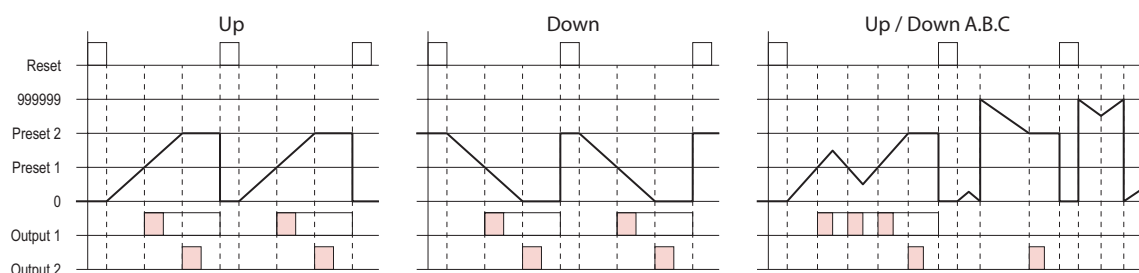 Up
Down
Up / Down A.B.C
Reset
999999
Preset 2
Preset 1
0
Output 1
Output 2